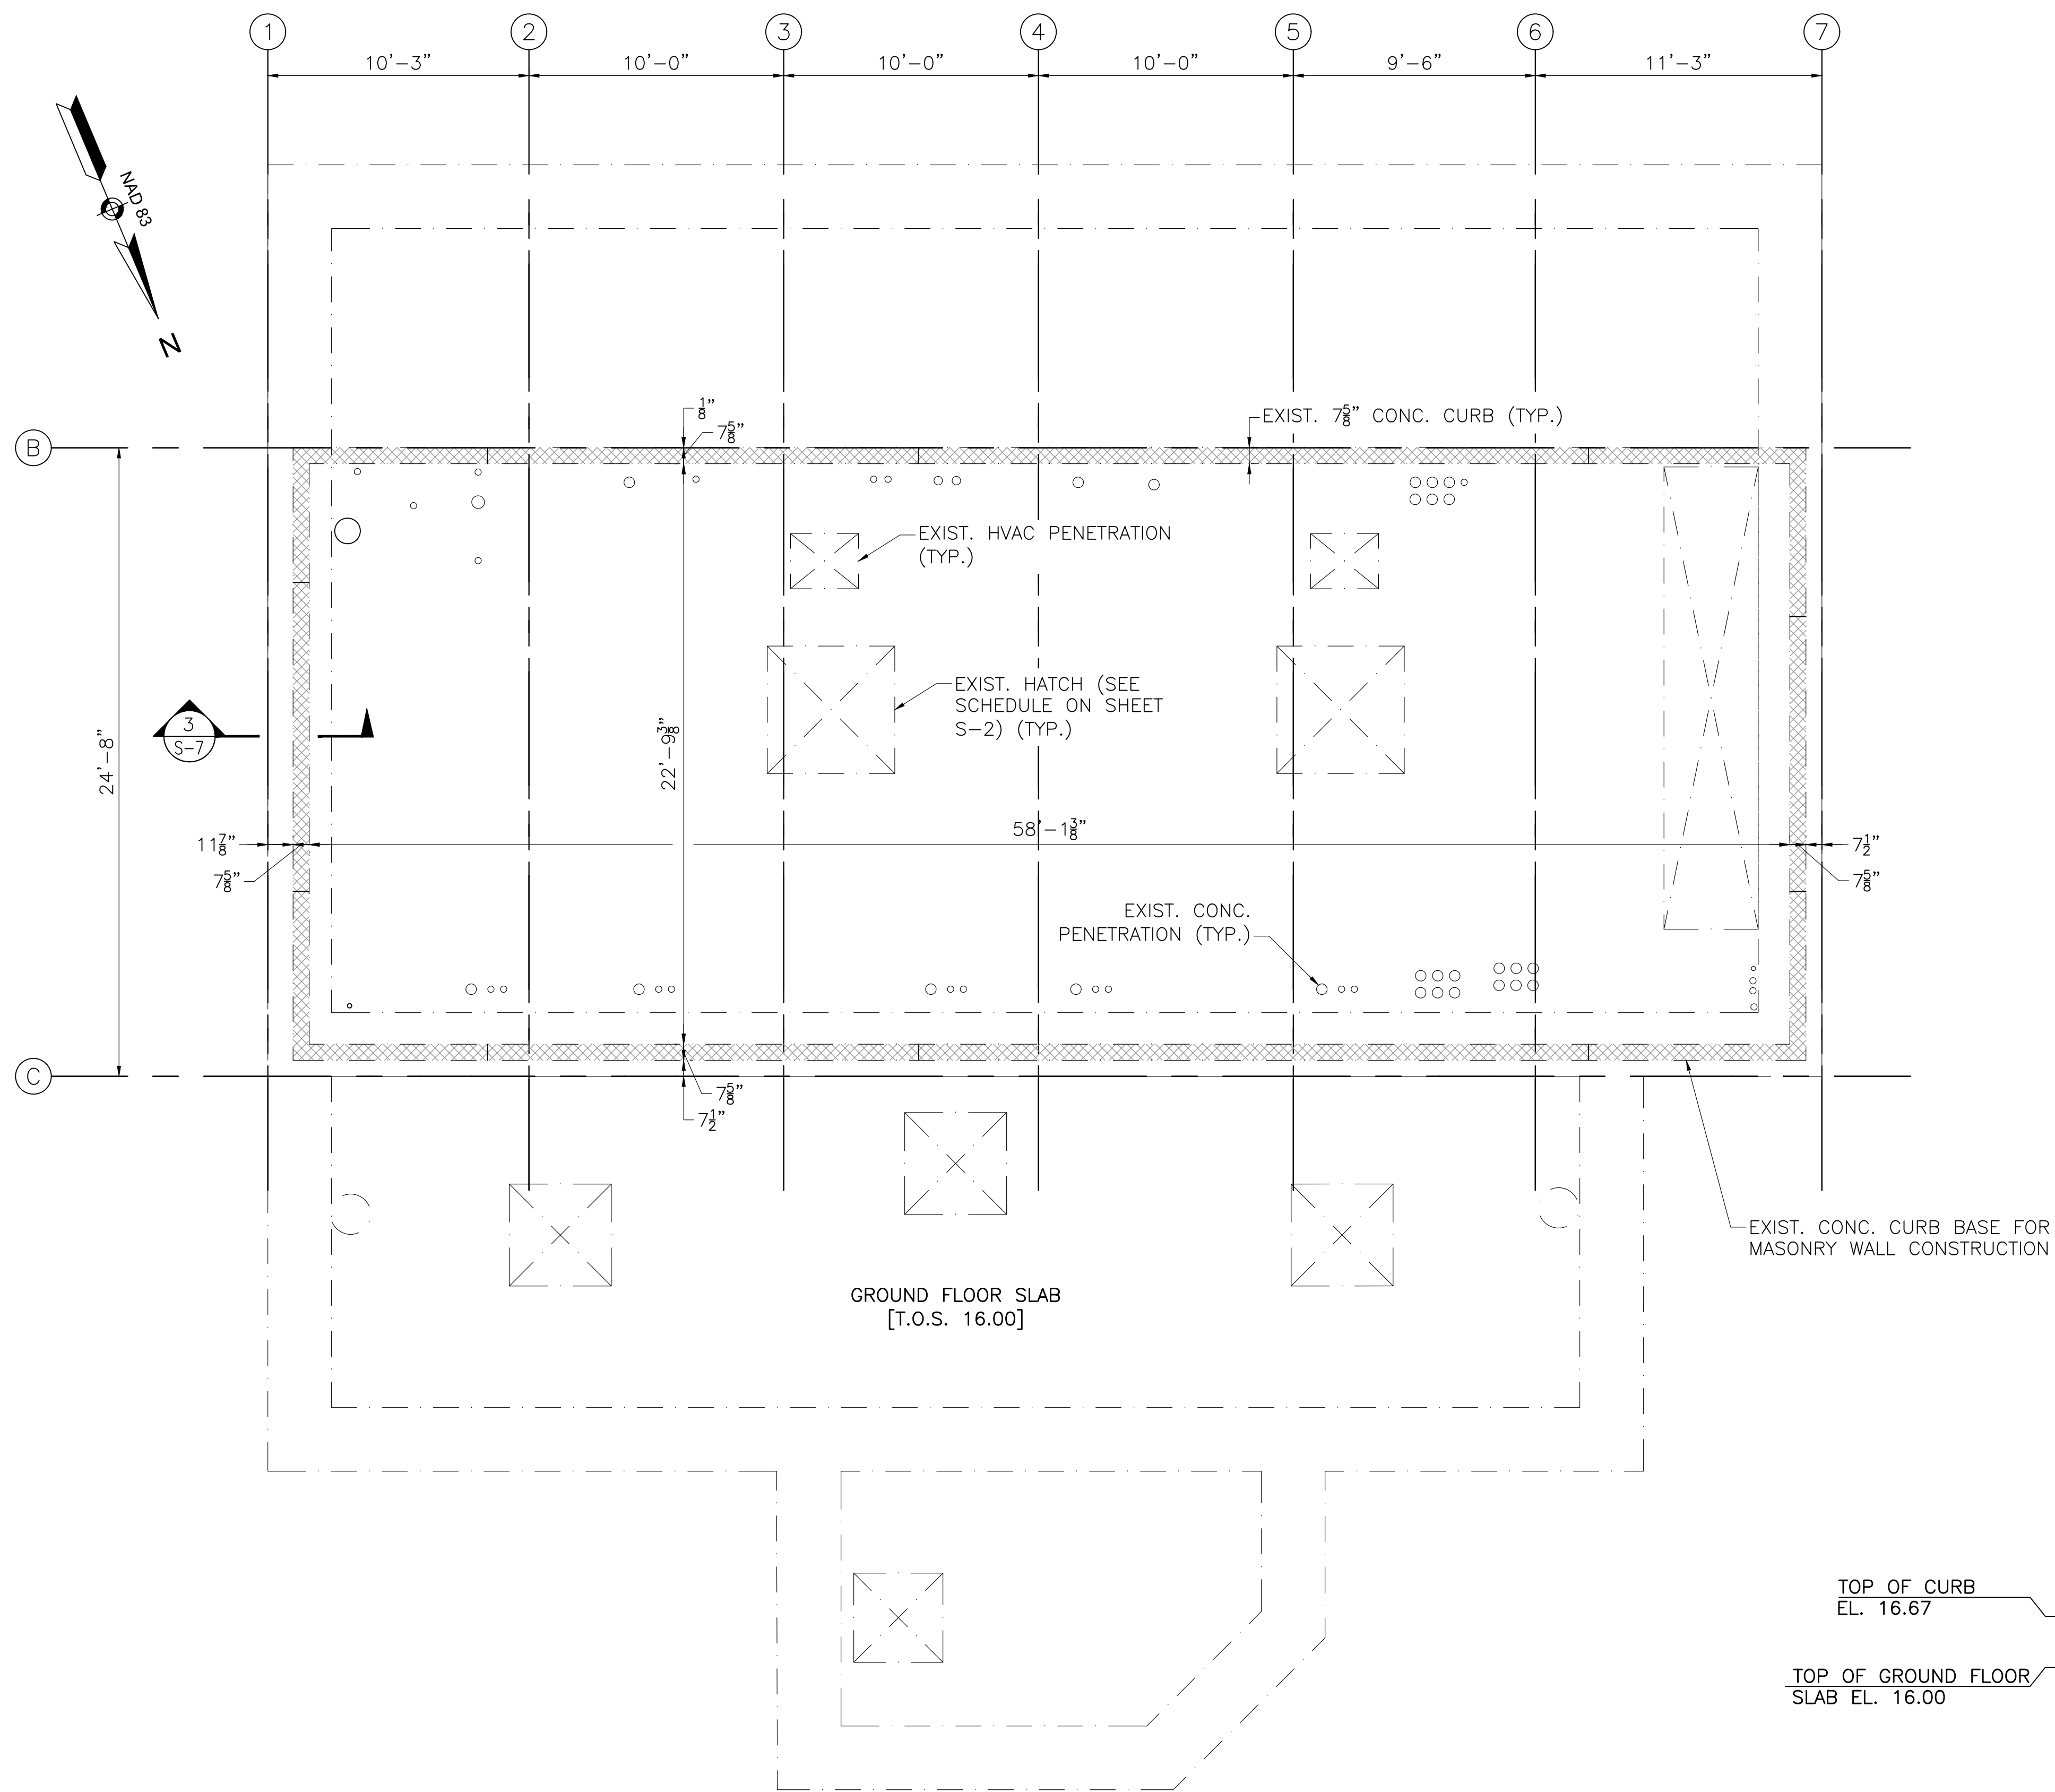 1
2
3
4
5
6
7
10'-3"
10'-0"
10'-0"
10'-0"
9'-6"
11'-3"
NAD 83
N
B
1/8"
7 5/8"
EXIST. 7 5/8" CONC. CURB (TYP.)
EXIST. HVAC PENETRATION
(TYP.)
EXIST. HATCH (SEE
SCHEDULE ON SHEET
S-2) (TYP.)
3
S-7
24'-8"
22'-9 3/8"
58'-1 3/8"
11 7/8"
7 5/8"
7 1/2"
7 5/8"
EXIST. CONC.
PENETRATION (TYP.)
C
7 5/8"
7 1/2"
EXIST. CONC. CURB BASE FOR
MASONRY WALL CONSTRUCTION
GROUND FLOOR SLAB
[T.O.S. 16.00]
TOP OF CURB
EL. 16.67
TOP OF GROUND FLOOR
SLAB EL. 16.00